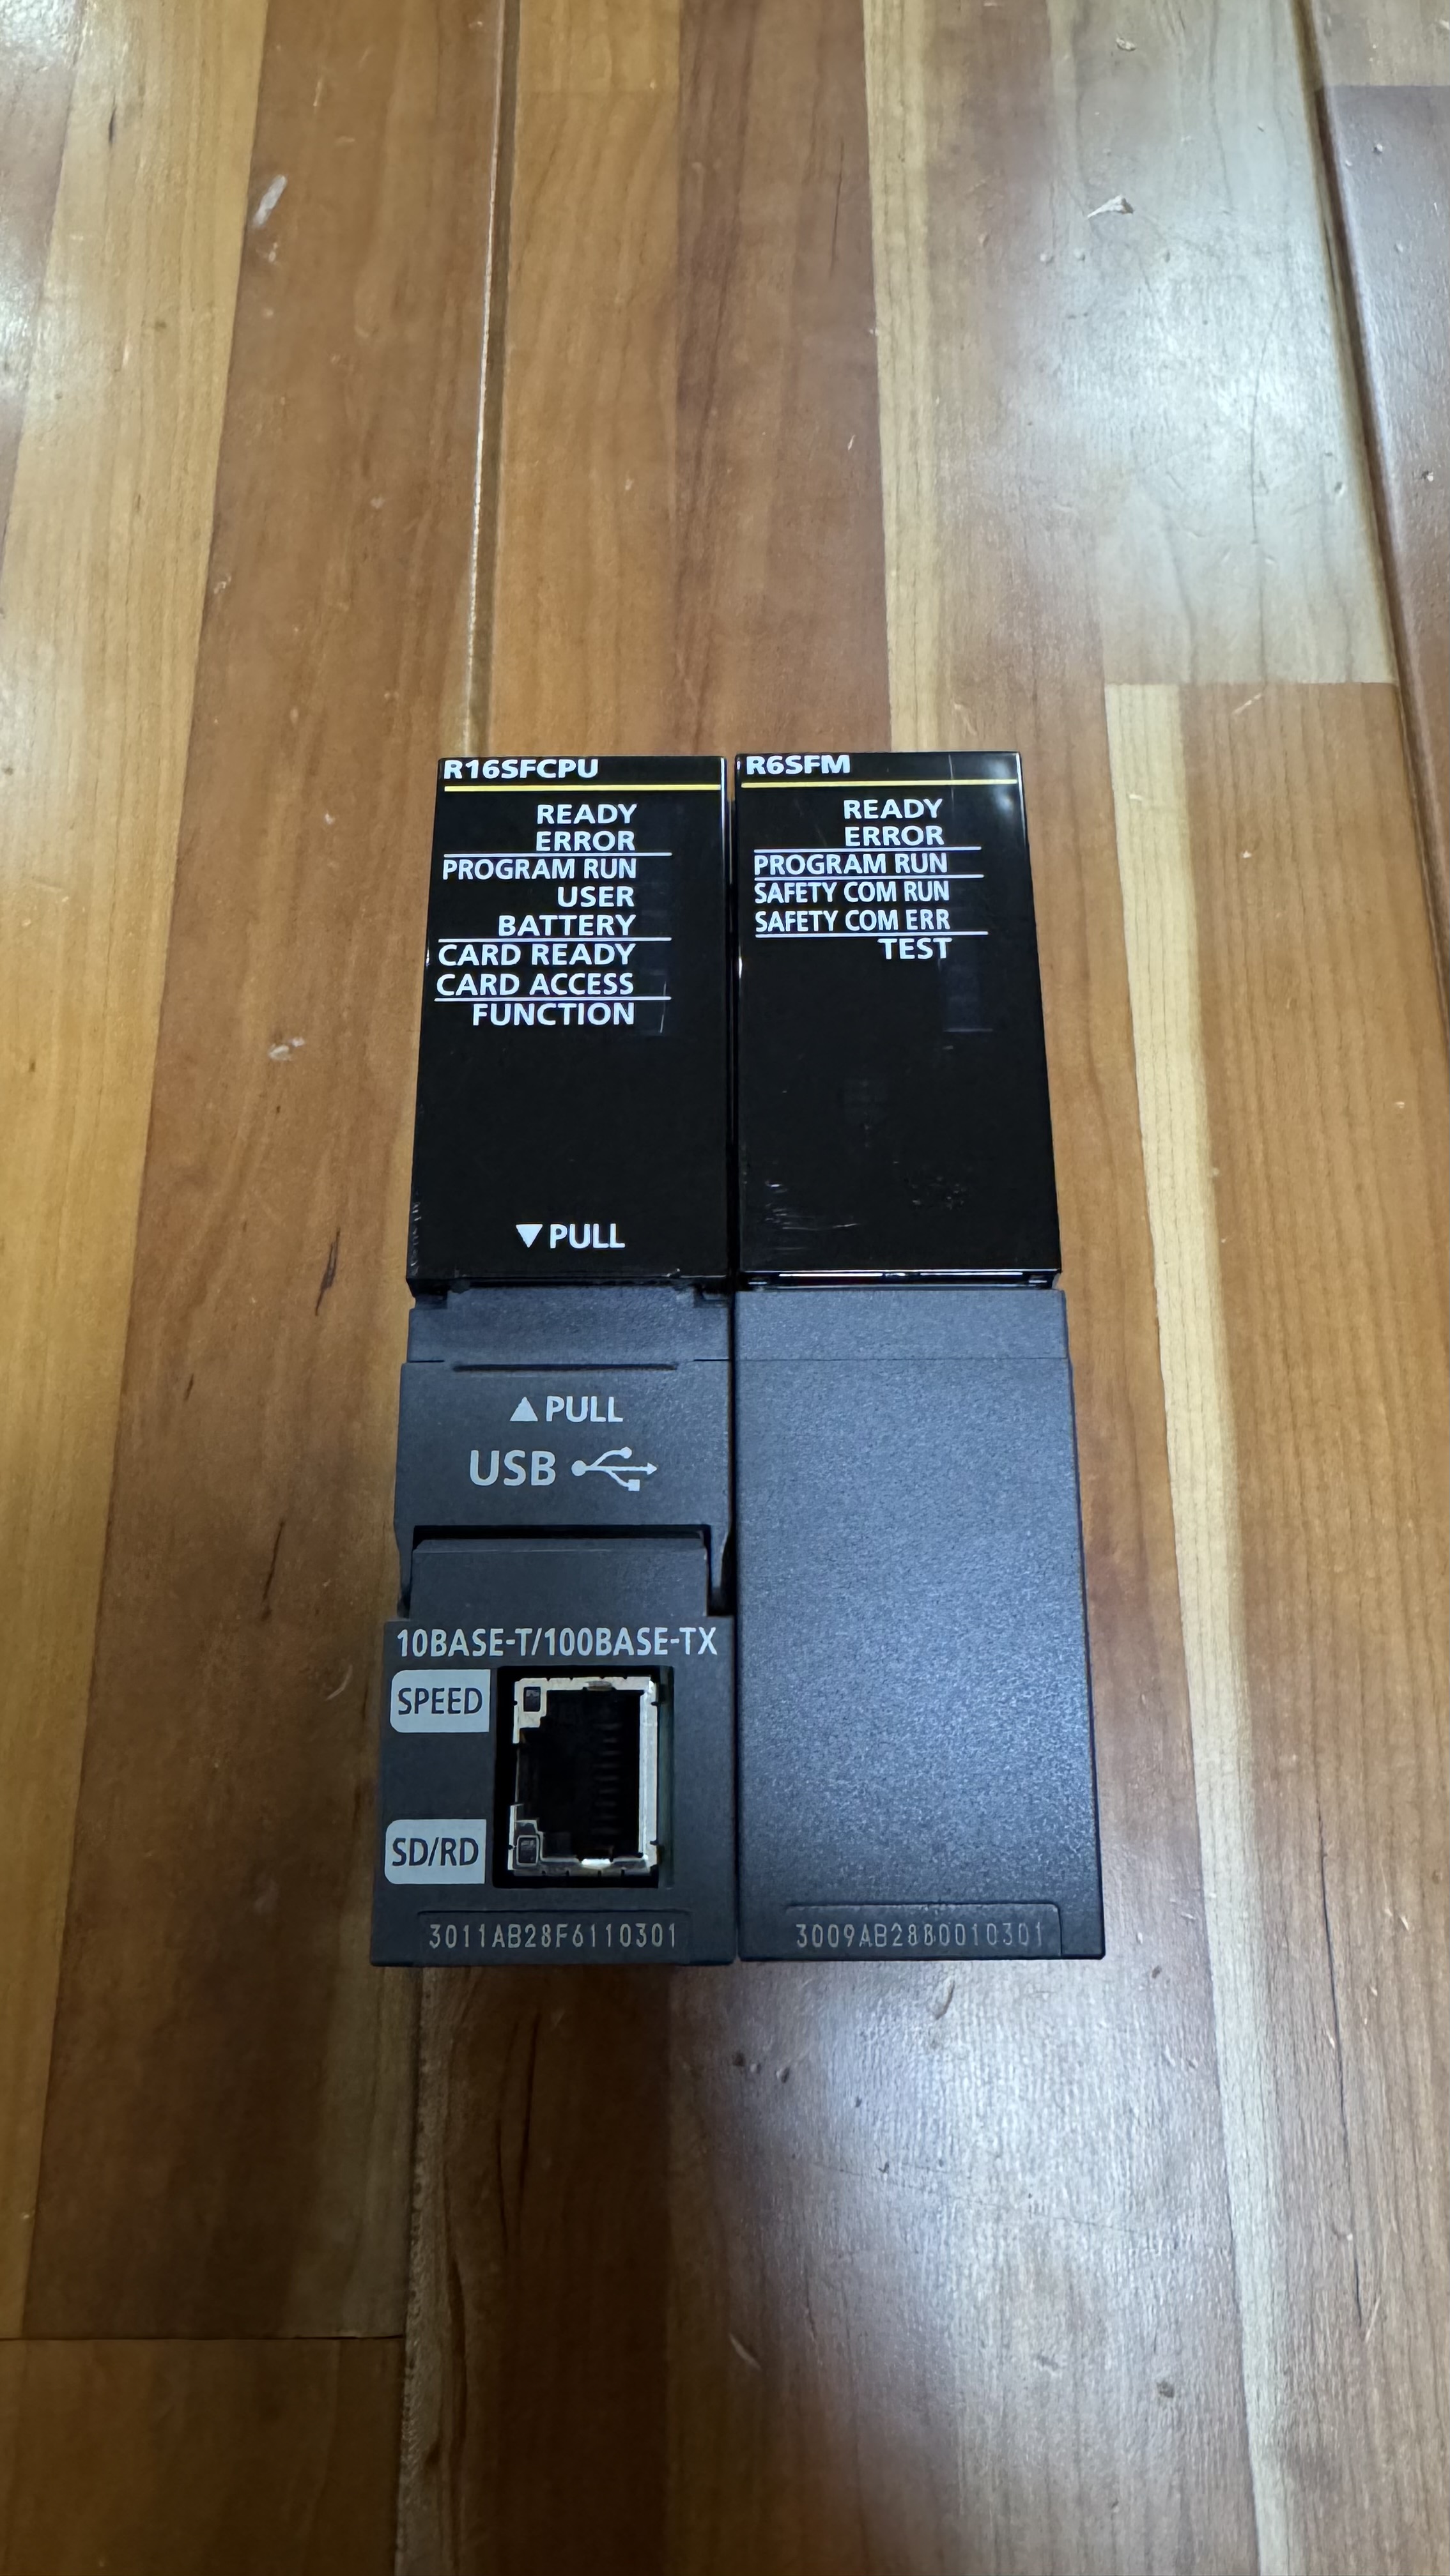 R16SFCPU
READY
ERROR
PROGRAM RUN
USER
BATTERY
CARD READY
CARD ACCESS
FUNCTION
▼PULL
▲PULL
USB
10BASE-T/100BASE-TX
SPEED
SD/RD
3011AB28F6110301
R6SFM
READY
ERROR
PROGRAM RUN
SAFETY COM RUN
SAFETY COM ERR
TEST
3009AB2880010301